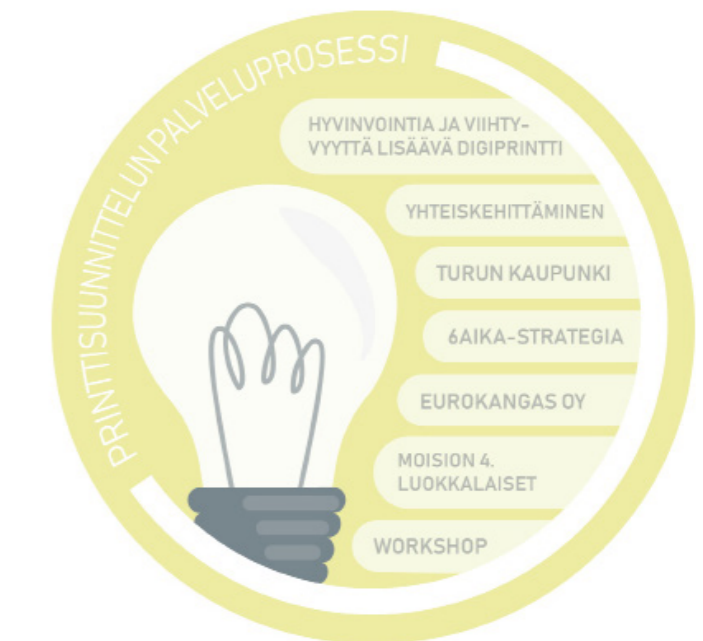 PRINTTISUUNNITTELUN PALVELUPROSESSI
HYVINVOINTIA JA VIIHTY-
VYYTTÄ LISÄÄVÄ DIGIPRINTTI
YHTEISKEHITTÄMINEN
TURUN KAUPUNKI
6AIKA-STRATEGIA
EUROKANGAS OY
MOISION 4.
LUOKKALAISET
WORKSHOP